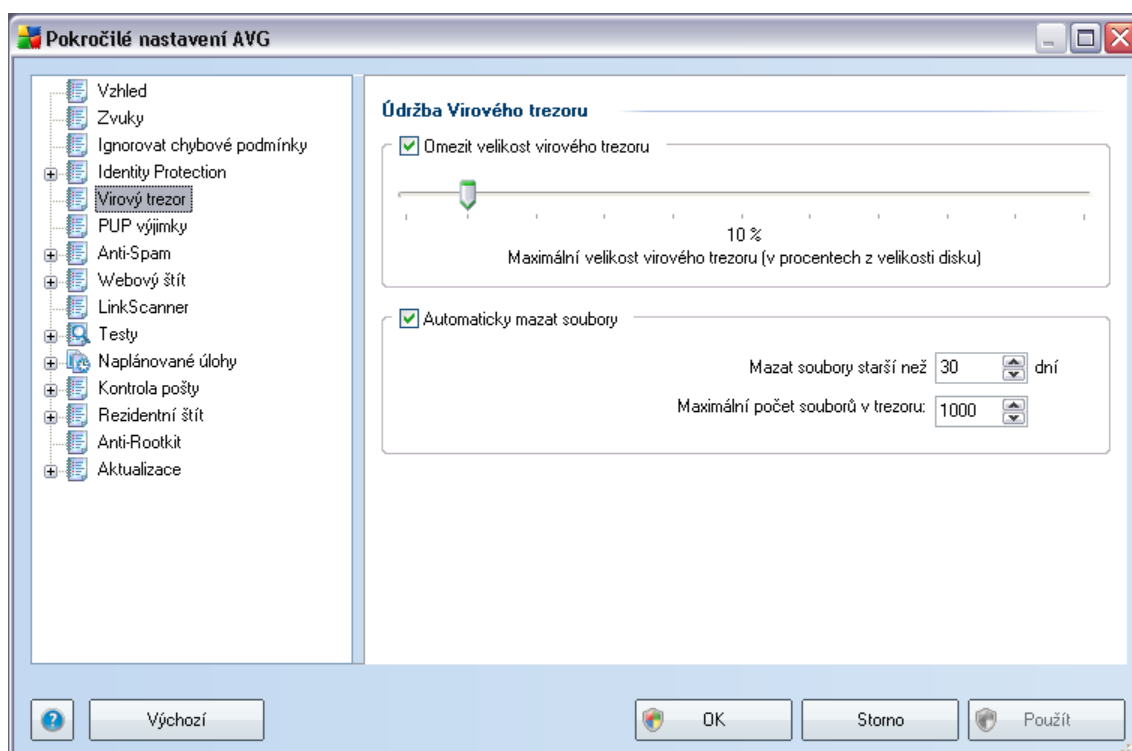 Pokročilé nastavení AVG
Vzhled
Zvuky
Ignorovat chybové podmínky
Identity Protection
Virový trezor
PUP výjimky
Anti-Spam
Webový štít
LinkScanner
Testy
Naplánované úlohy
Kontrola pošty
Rezidentní štít
Anti-Rootkit
Aktualizace
Údržba Virového trezoru
Omezit velikost virového trezoru
10 %
Maximální velikost virového trezoru (v procentech z velikosti disku)
Automaticky mazat soubory
Mazat soubory starší než 30 dní
Maximální počet souborů v trezoru: 1000
Výchozí OK Storno Použít